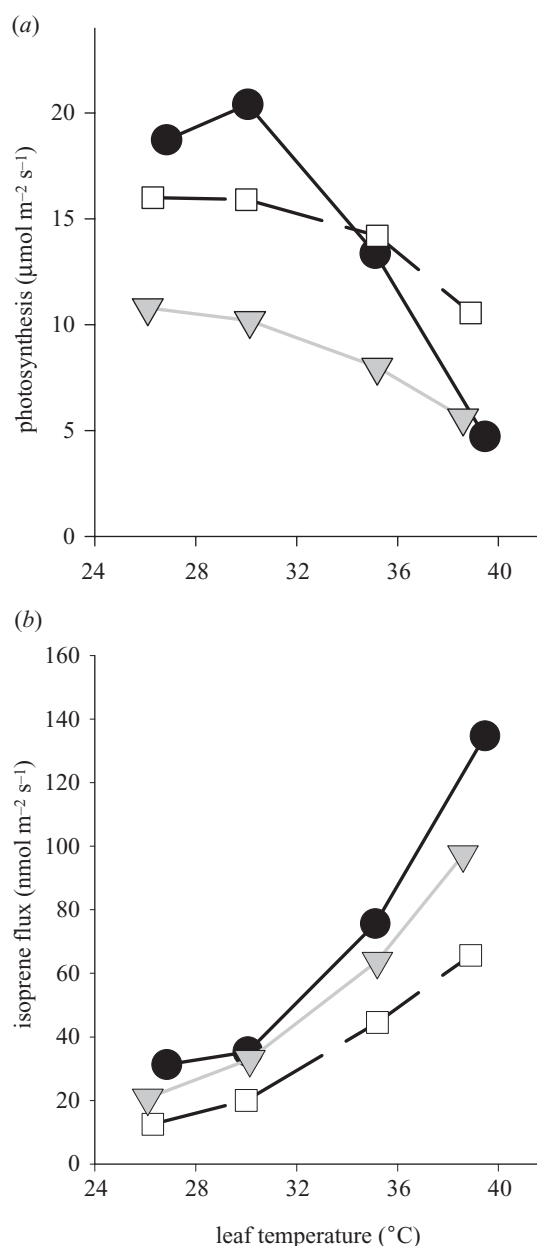 (a)
20
15
10
5
0
photosynthesis (µmol m⁻² s⁻¹)
24 28 32 36 40
(b)
160
140
120
100
80
60
40
20
0
isoprene flux (nmol m⁻² s⁻¹)
24 28 32 36 40
leaf temperature (°C)